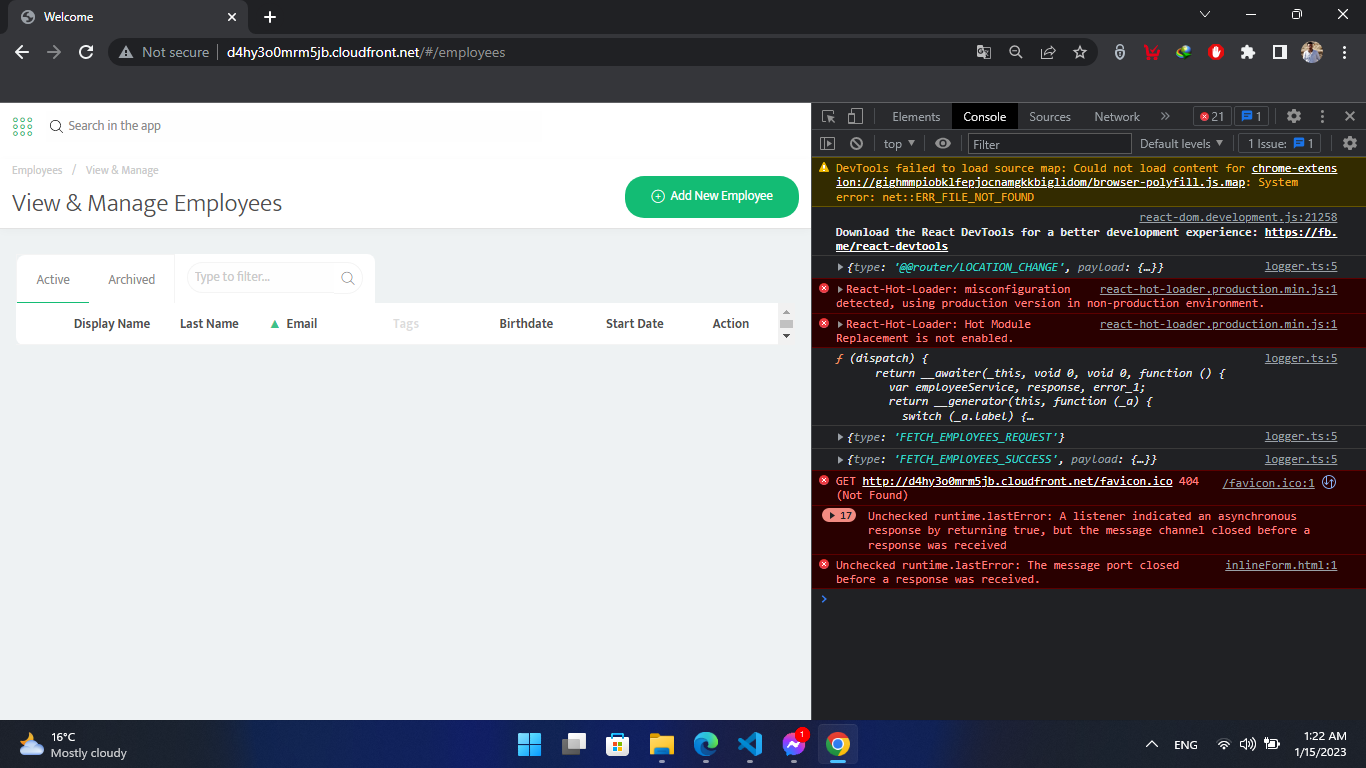 Welcome
Not secure d4hy3o0mrm5jb.cloudfront.net/#/employees
Search in the app
Employees / View & Manage
View & Manage Employees
Add New Employee
Active Archived Type to filter...
Display Name Last Name Email Tags Birthdate Start Date Action
Elements Console Sources Network 21 1
top Filter Default levels 1 Issue: 1
DevTools failed to load source map: Could not load content for chrome-extens
ion://gighmmpiobklfepjocnamgkkbiglidom/browser-polyfill.js.map: System
error: net::ERR_FILE_NOT_FOUND
react-dom.development.js:21258
Download the React DevTools for a better development experience: https://fb.
me/react-devtools
{type: '@@router/LOCATION_CHANGE', payload: {…}} logger.ts:5
React-Hot-Loader: misconfiguration react-hot-loader.production.min.js:1
detected, using production version in non-production environment.
React-Hot-Loader: Hot Module react-hot-loader.production.min.js:1
Replacement is not enabled.
ƒ (dispatch) { logger.ts:5
return __awaiter(_this, void 0, void 0, function () {
var employeeService, response, error_1;
return __generator(this, function (_a) {
switch (_a.label) {…
{type: 'FETCH_EMPLOYEES_REQUEST'} logger.ts:5
{type: 'FETCH_EMPLOYEES_SUCCESS', payload: {…}} logger.ts:5
GET http://d4hy3o0mrm5jb.cloudfront.net/favicon.ico 404 /favicon.ico:1
(Not Found)
17 Unchecked runtime.lastError: A listener indicated an asynchronous
response by returning true, but the message channel closed before a
response was received
Unchecked runtime.lastError: The message port closed inlineForm.html:1
before a response was received.
16°C
Mostly cloudy
1
ENG
1:22 AM
1/15/2023